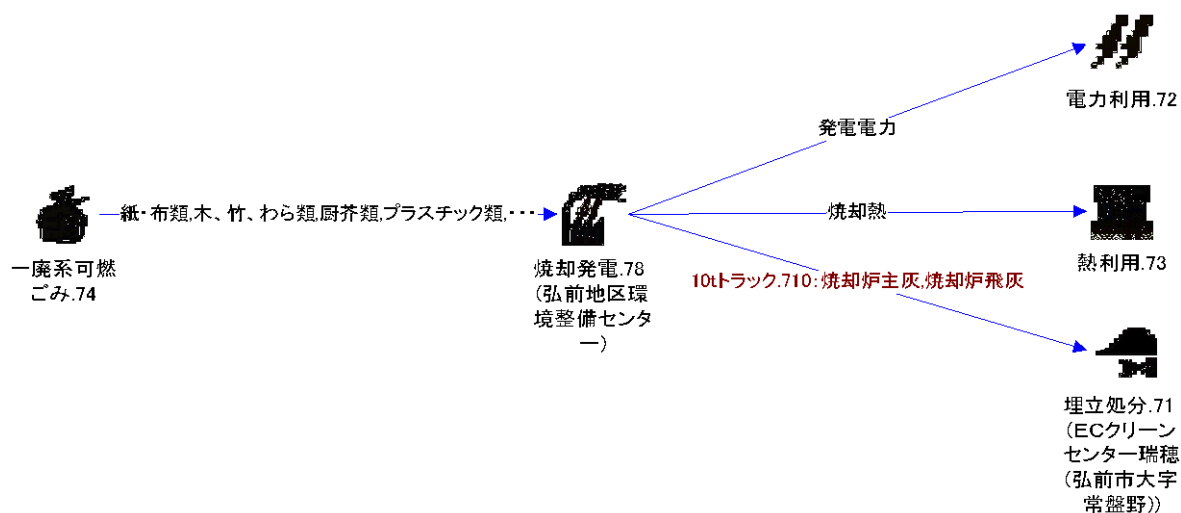 電力利用.72
発電電力
紙・布類,木、竹、わら類,厨芥類,プラスチック類,・・・
焼却熱
一廃系可燃
ごみ.74
焼却発電.78
(弘前地区環
境整備センタ
ー)
熱利用.73
10tトラック.710:焼却炉主灰,焼却炉飛灰
埋立処分.71
(ECクリーン
センター瑞穂
(弘前市大字
常盤野))